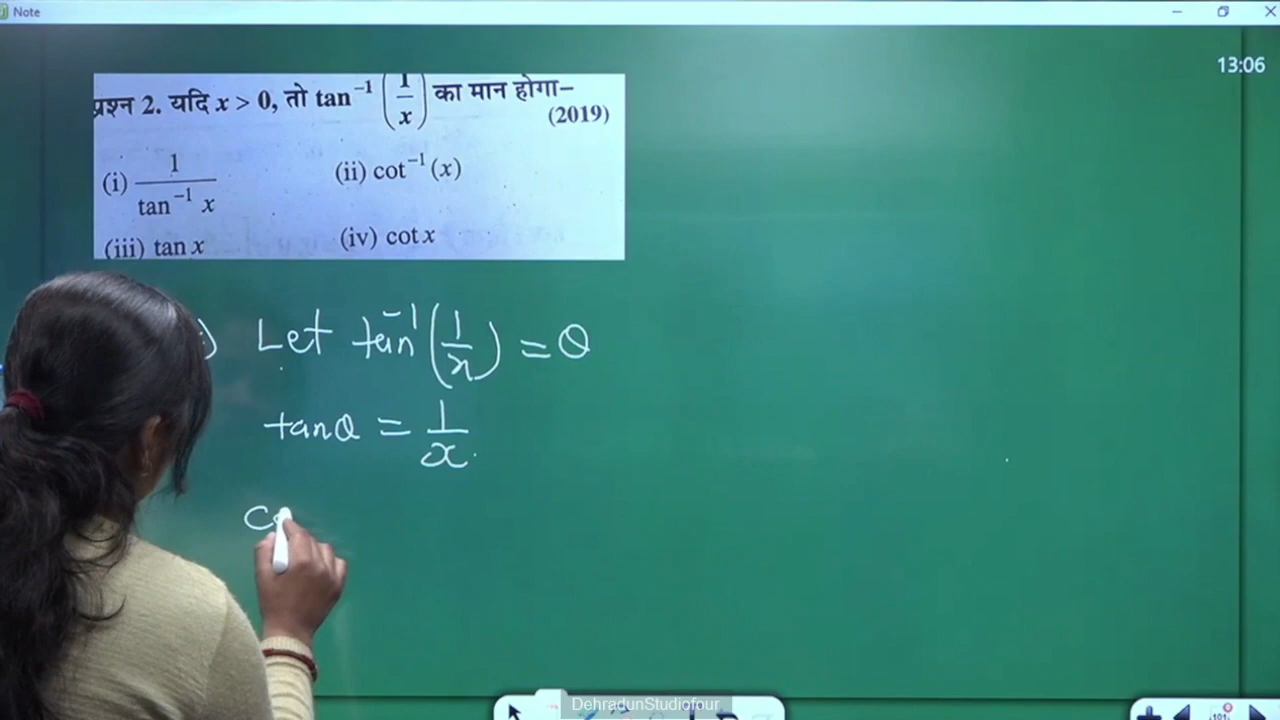 Note
13:06
प्रश्न 2. यदि x > 0, तो tan⁻¹ (1/x) का मान होगा–
(2019)
(i) 1/tan⁻¹ x (ii) cot⁻¹ (x)
(iii) tan x (iv) cot x
Let tan⁻¹(1/x) = θ
tanθ = 1/x
DehradunStudiofour